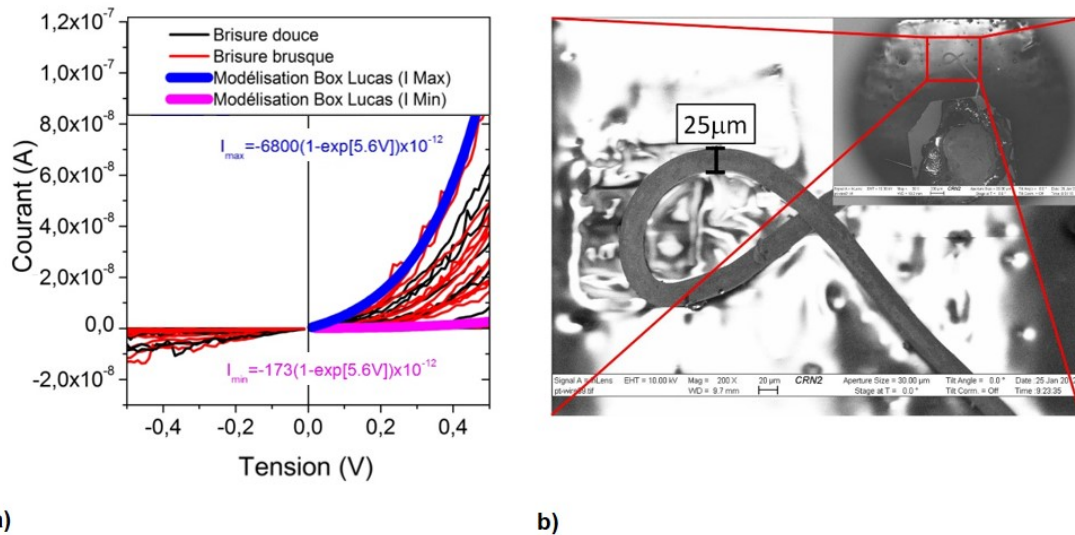 1,2x10⁻⁷
1,0x10⁻⁷
8,0x10⁻⁸
6,0x10⁻⁸
4,0x10⁻⁸
2,0x10⁻⁸
0,0
-2,0x10⁻⁸
Courant (A)
Brisure douce
Brisure brusque
Modélisation Box Lucas (I Max)
Modélisation Box Lucas (I Min)
I max=-6800(1-exp[5.6V])x10⁻¹²
I min=-173(1-exp[5.6V])x10⁻¹²
-0,4 -0,2 0,0 0,2 0,4
Tension (V)
25μm
CRN2
Signal A = InLens EHT = 10.00 kV Mag = 200 X 20 μm CRN2 Aperture Size = 30.00 μm Tilt Angle = 0.0 ° Date :25 Jan
WD = 9.7 mm Stage at T = 0.0 ° Tilt Corrn. = Off Time :9:23:35
)
b)